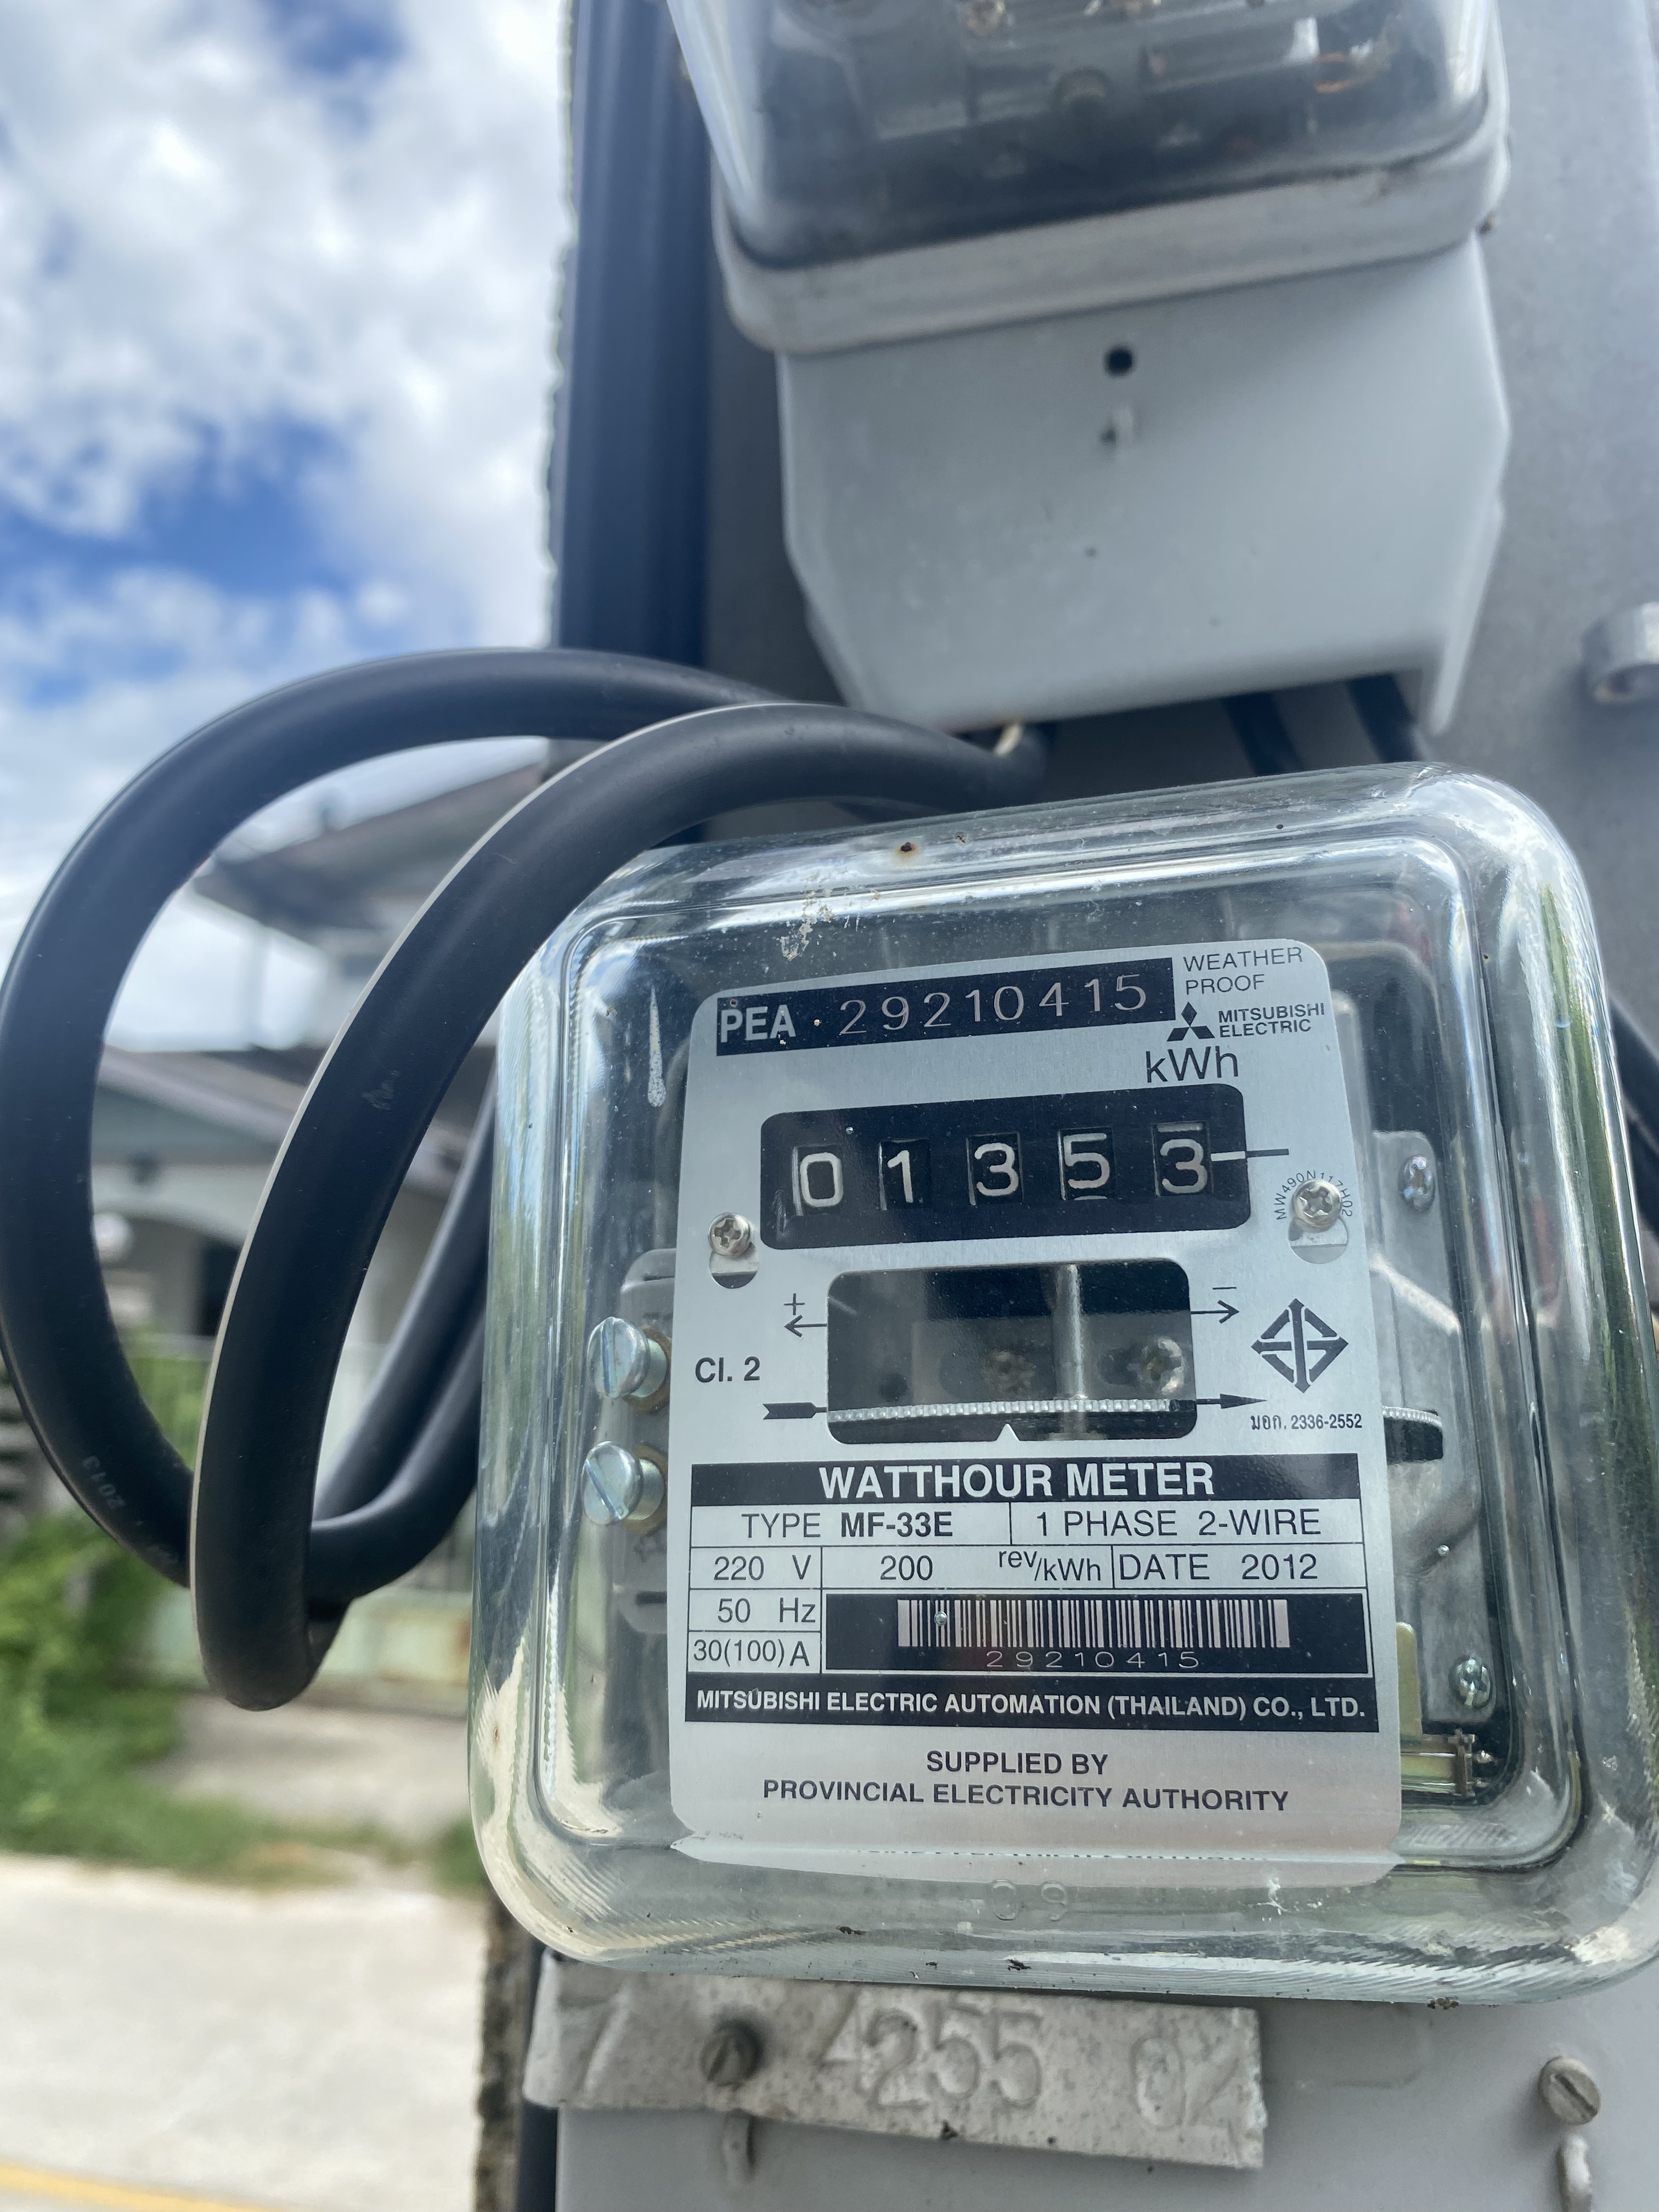 PEA 29210415
WEATHER
PROOF
MITSUBISHI
ELECTRIC
kWh
01353
MW490N117H02
+
−
Cl. 2
มอก. 2336-2552
WATTHOUR METER
TYPE MF-33E
1 PHASE 2-WIRE
220 V
200 rev/kWh
DATE 2012
50 Hz
30(100) A
29210415
MITSUBISHI ELECTRIC AUTOMATION (THAILAND) CO., LTD.
SUPPLIED BY
PROVINCIAL ELECTRICITY AUTHORITY
4255 02
2013